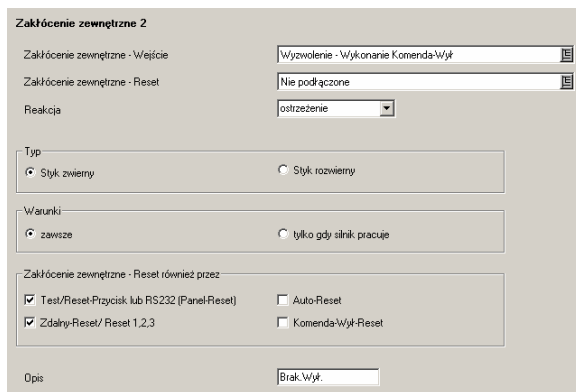 Zakłócenie zewnętrzne 2
Zakłócenie zewnętrzne - Wejście Wyzwolenie - Wykonanie Komenda-Wył
Zakłócenie zewnętrzne - Reset Nie podłączone
Reakcja ostrzeżenie
Typ
Styk zwierny Styk rozwierny
Warunki
zawsze tylko gdy silnik pracuje
Zakłócenie zewnętrzne - Reset również przez
Test/Reset-Przycisk lub RS232 (Panel-Reset) Auto-Reset
Zdalny-Reset/ Reset 1,2,3 Komenda-Wył-Reset
Opis Brak.Wył.